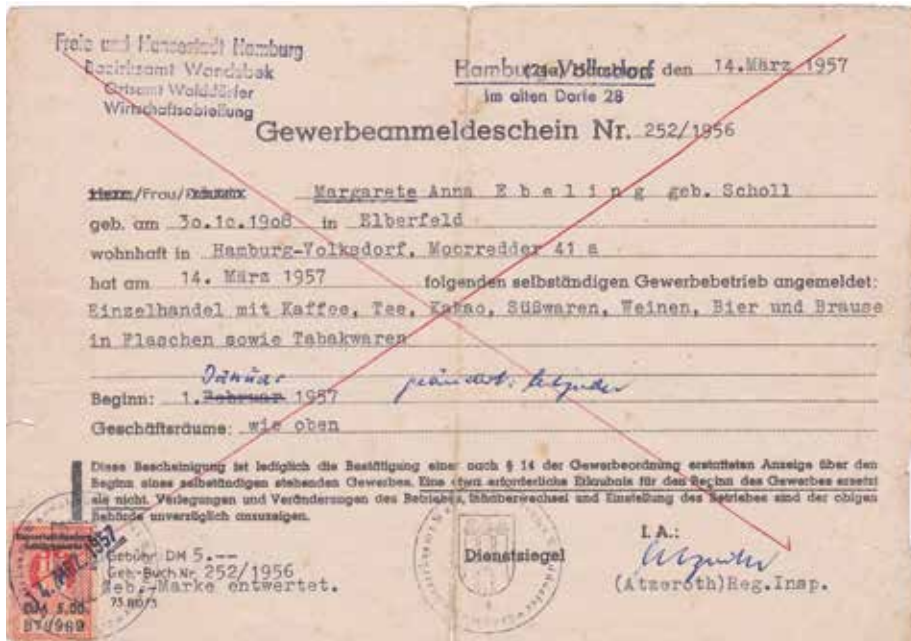 Freie und Hansestadt Hamburg
Bezirksamt Wandsbek
Ortsamt Walddörfer
Wirtschaftsabteilung
Hamburg-Volksdorf den 14.März 1957
Im alten Dorfe 28
Gewerbeanmeldeschein Nr. 252/1956
Herrn/Frau/Fräulein Margarete Anna Ebeling geb. Scholl
geb. am 3o.1o.19o8 in Elberfeld
wohnhaft in Hamburg-Volksdorf, Moorredder 41 a
hat am 14. März 1957 folgenden selbständigen Gewerbebetrieb angemeldet:
Einzelhandel mit Kaffee, Tee, Kakao, Süßwaren, Weinen, Bier und Brause
in Flaschen sowie Tabakwaren
Januar geändert:
Beginn: 1. Februar 1957
Geschäftsräume: wie oben
Diese Bescheinigung ist lediglich die Bestätigung einer nach § 14 der Gewerbeordnung erstatteten Anzeige über den
Beginn eines selbständigen stehenden Gewerbes. Eine etwa erforderliche Erlaubnis für den Beginn des Gewerbes ersetzt
sie nicht. Verlegungen und Veränderungen des Betriebes, Inhaberwechsel und Einstellung des Betriebes sind der obigen
Behörde unverzüglich anzuzeigen.
Gebühr DM 5.--
Geb.-Buch Nr. 252/1956
Geb.-Marke entwertet.
Dienstsiegel
I. A.:
(Atzeroth)Reg.Insp.
DM 5.00